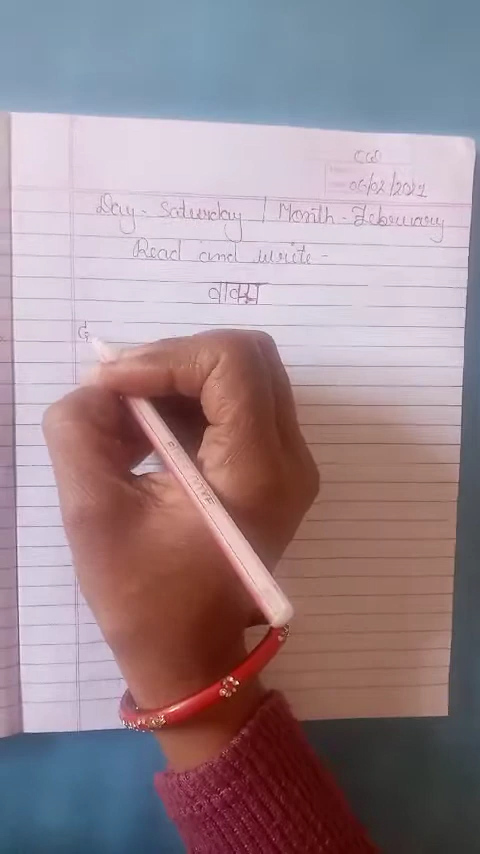 CW
06/02/2021
Day - Saturday / Month - February
Read and write -
वाक्य